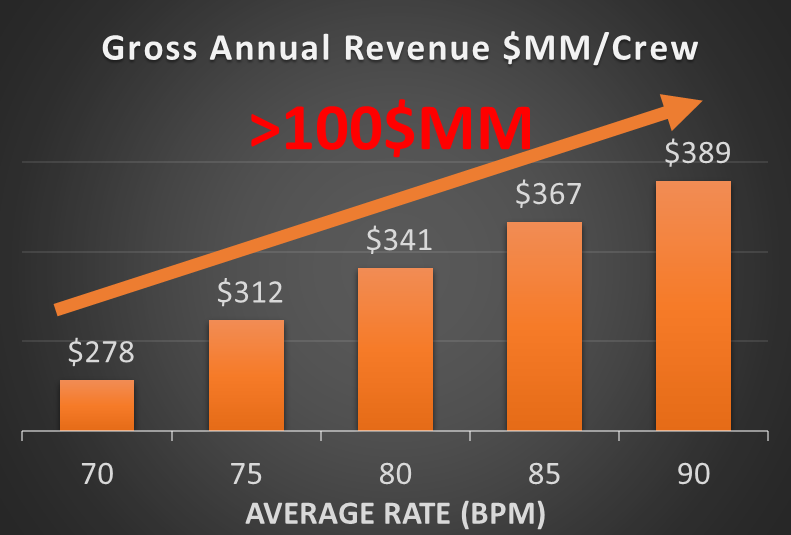 Gross Annual Revenue $MM/Crew
>100$MM
$278
$312
$341
$367
$389
70 75 80 85 90
AVERAGE RATE (BPM)